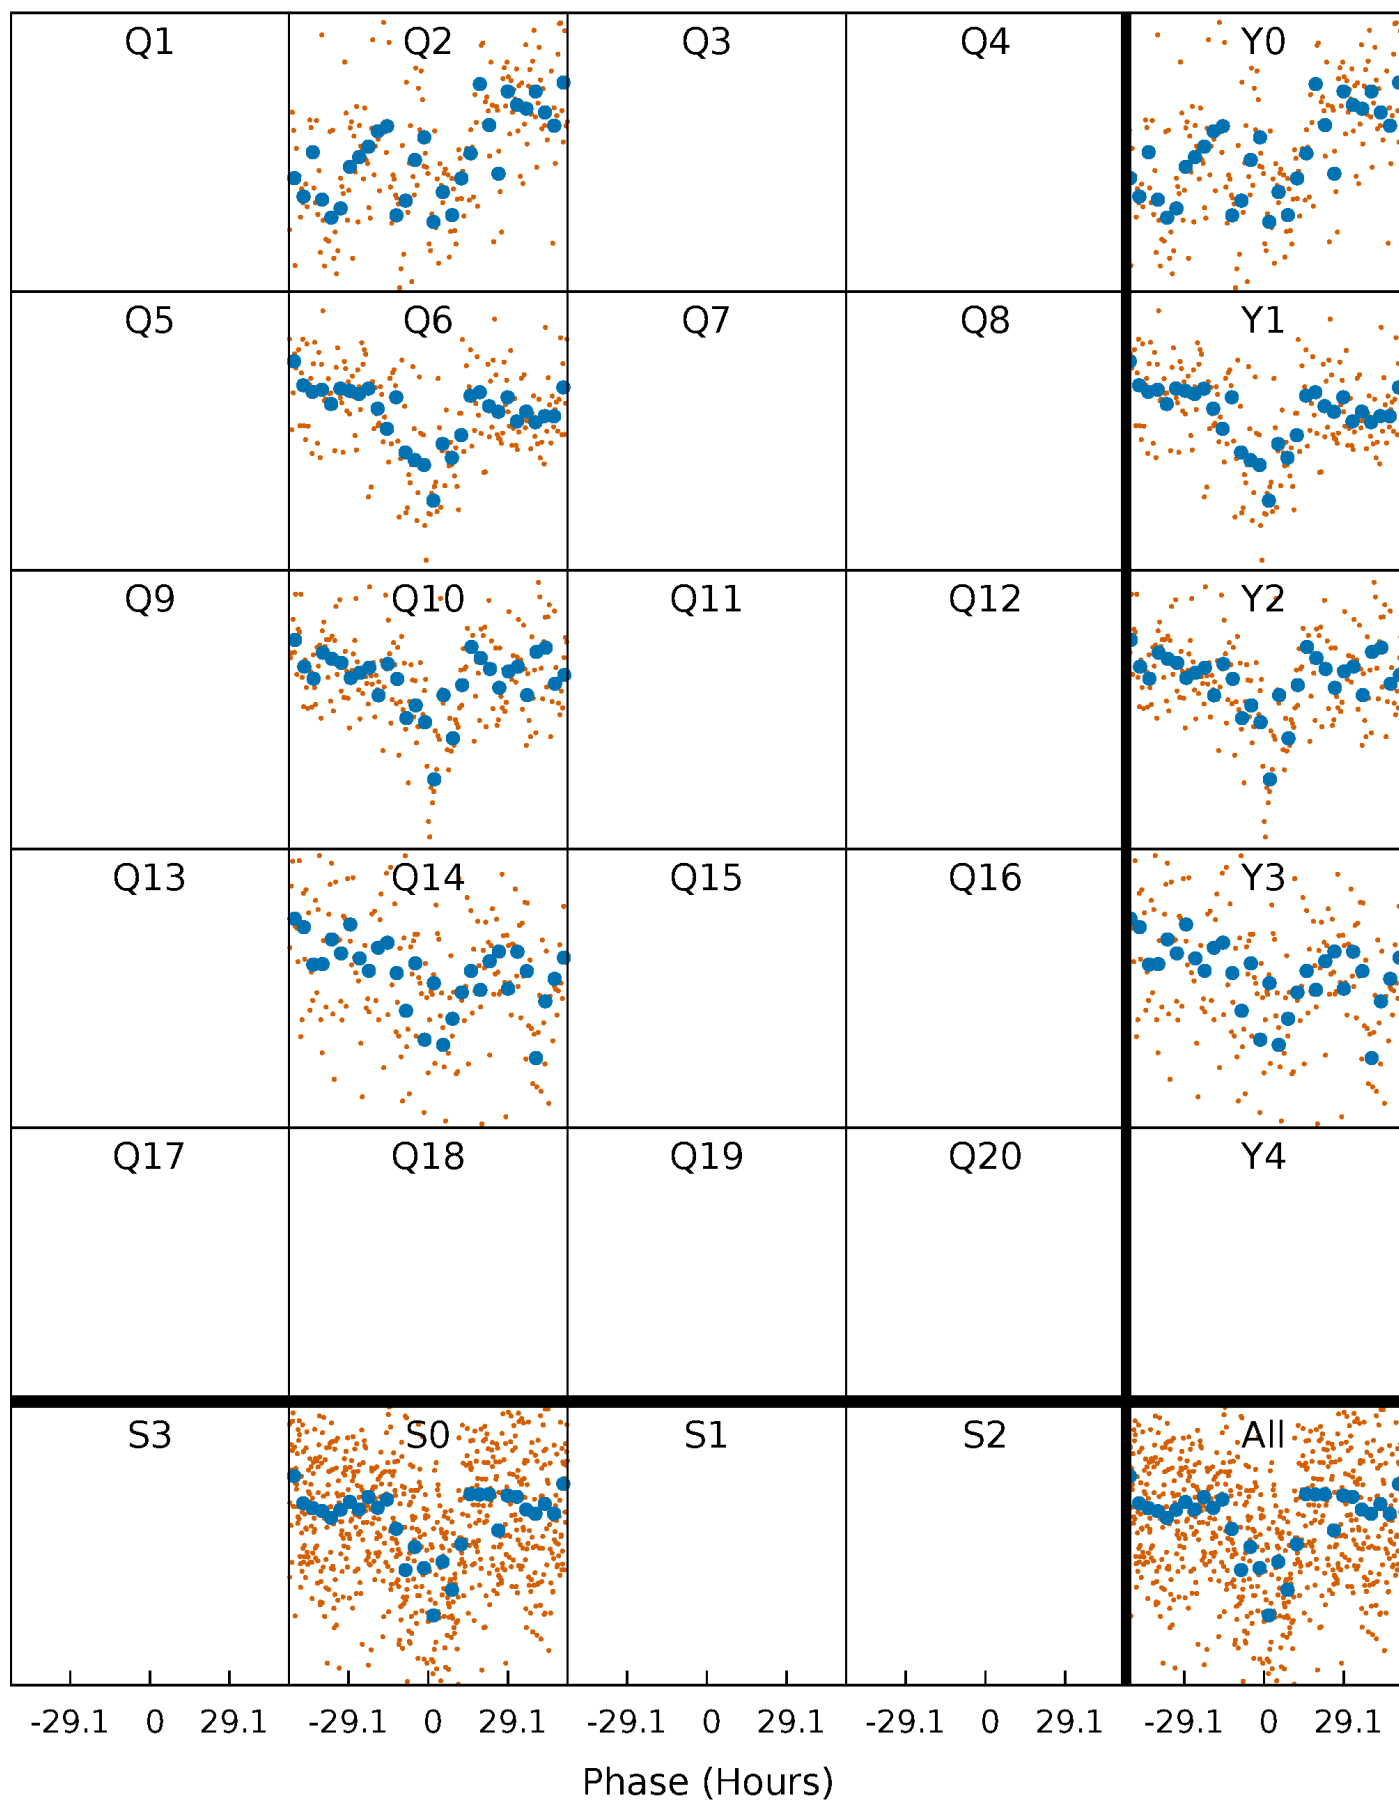 Q1 Q2 Q3 Q4 Y0
Q5 Q6 Q7 Q8 Y1
Q9 Q10 Q11 Q12 Y2
Q13 Q14 Q15 Q16 Y3
Q17 Q18 Q19 Q20 Y4
S3 S0 S1 S2 All
-29.1 0 29.1 -29.1 0 29.1 -29.1 0 29.1 -29.1 0 29.1 -29.1 0 29.1
Phase (Hours)